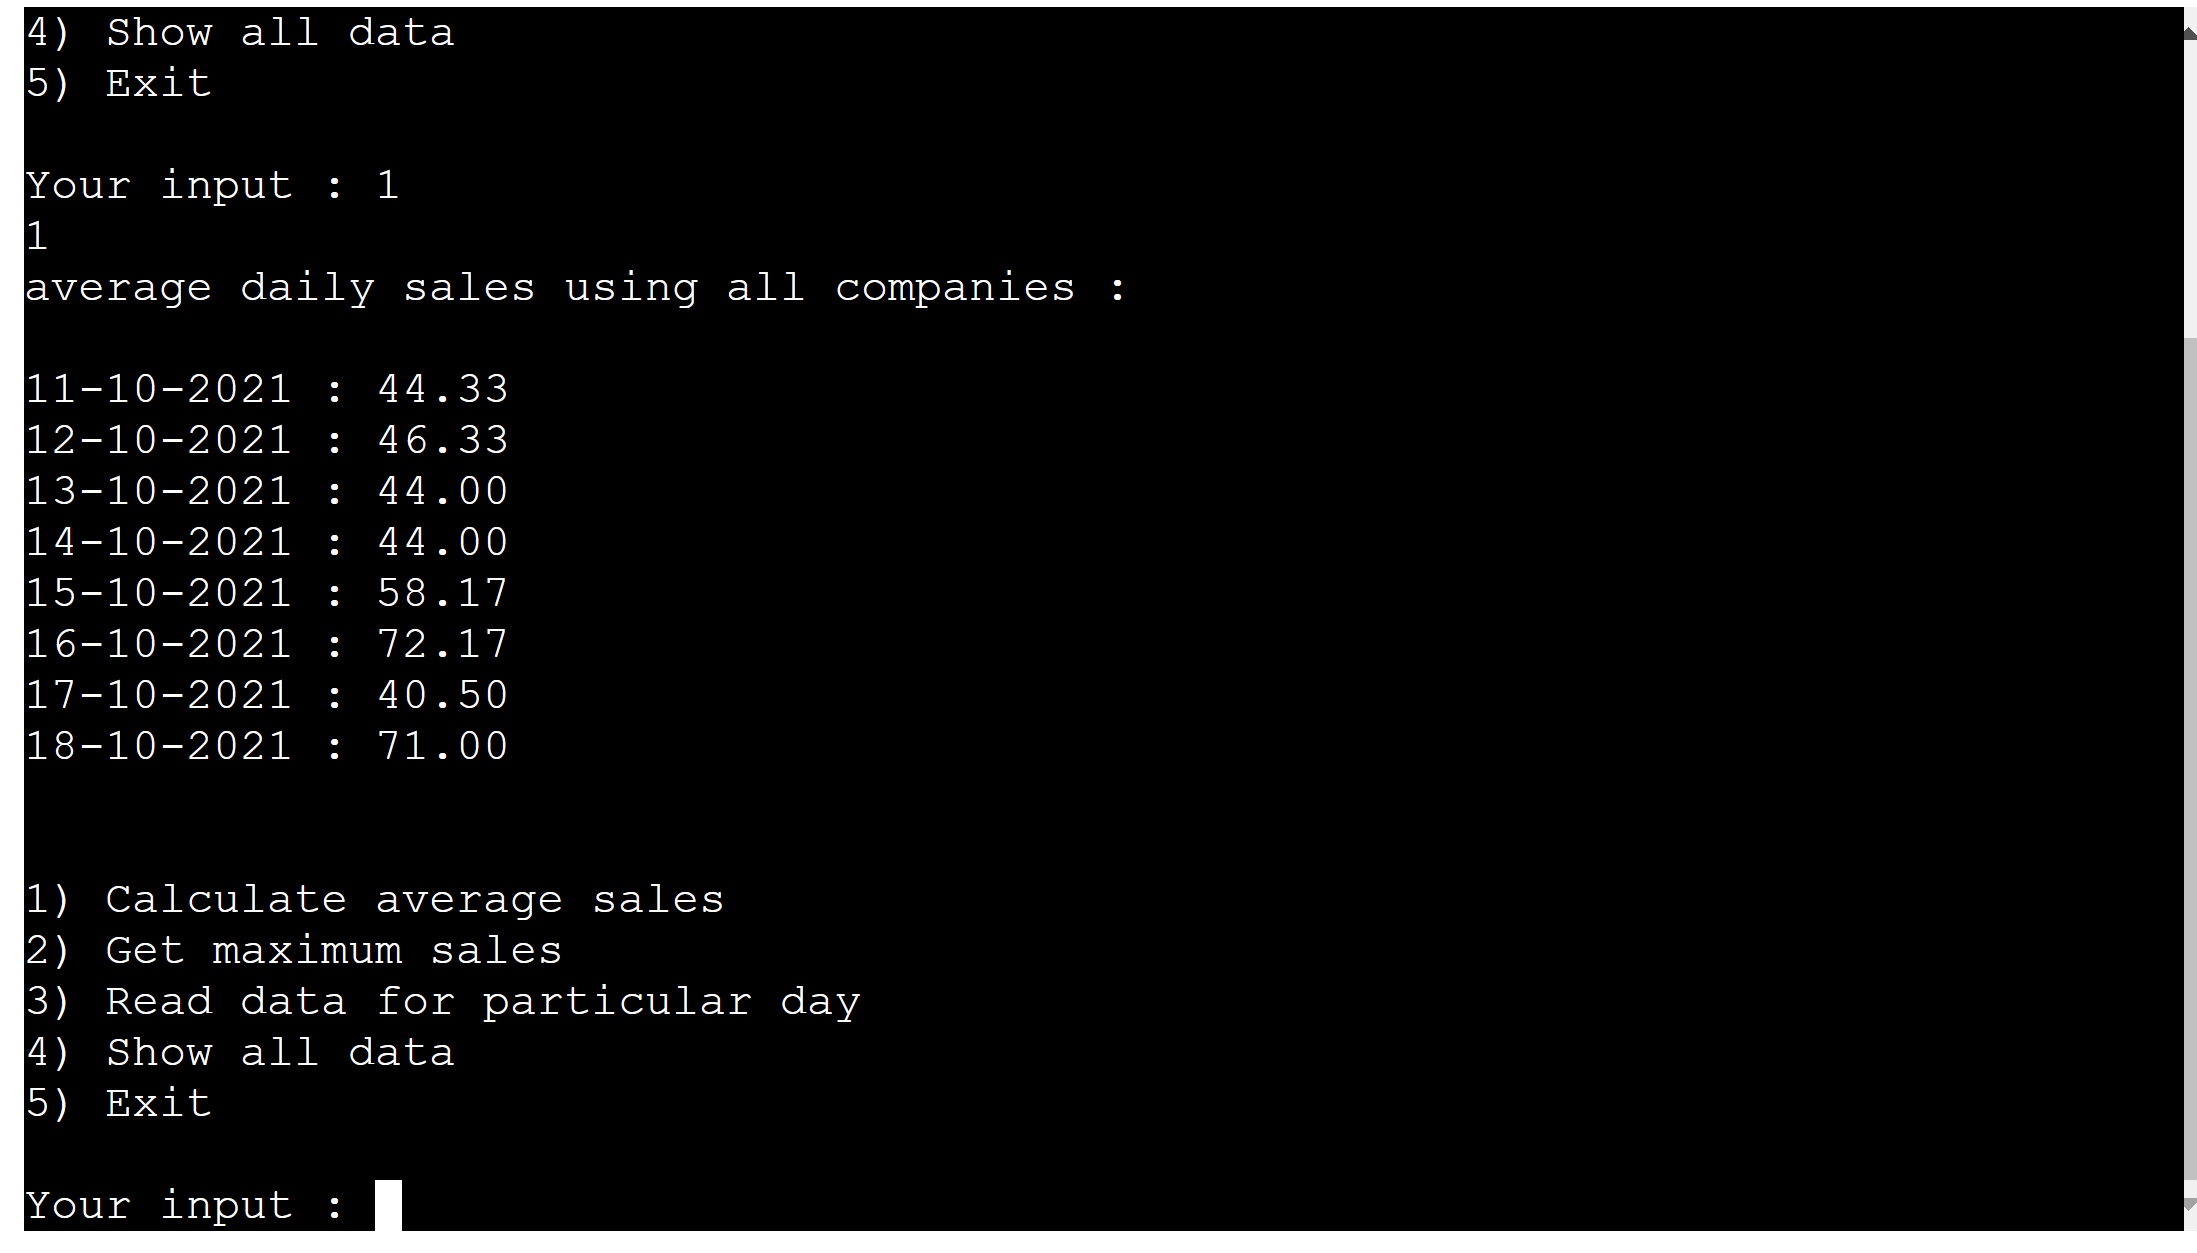 4) Show all data
5) Exit
Your input : 1
1
average daily sales using all companies :
11-10-2021 : 44.33
12-10-2021 : 46.33
13-10-2021 : 44.00
14-10-2021 : 44.00
15-10-2021 : 58.17
16-10-2021 : 72.17
17-10-2021 : 40.50
18-10-2021 : 71.00
1) Calculate average sales
2) Get maximum sales
3) Read data for particular day
4) Show all data
5) Exit
Your input :